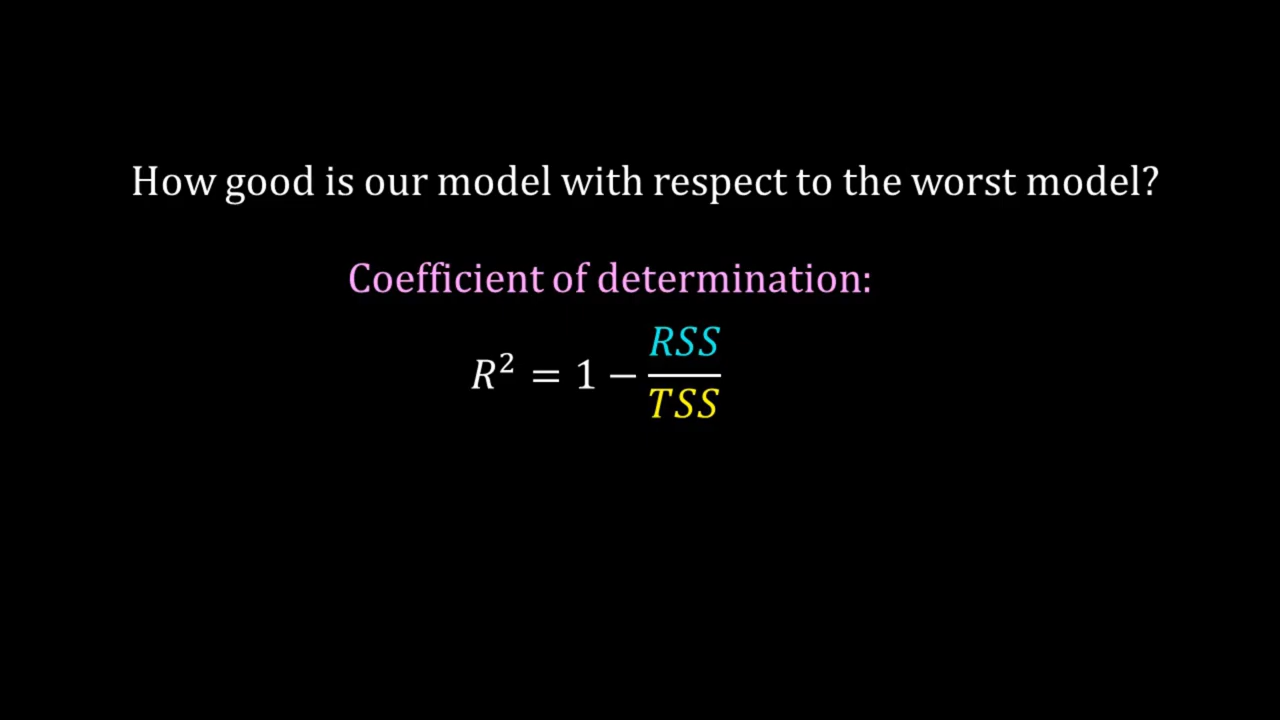 How good is our model with respect to the worst model?
Coefficient of determination:
R² = 1 − RSS/TSS